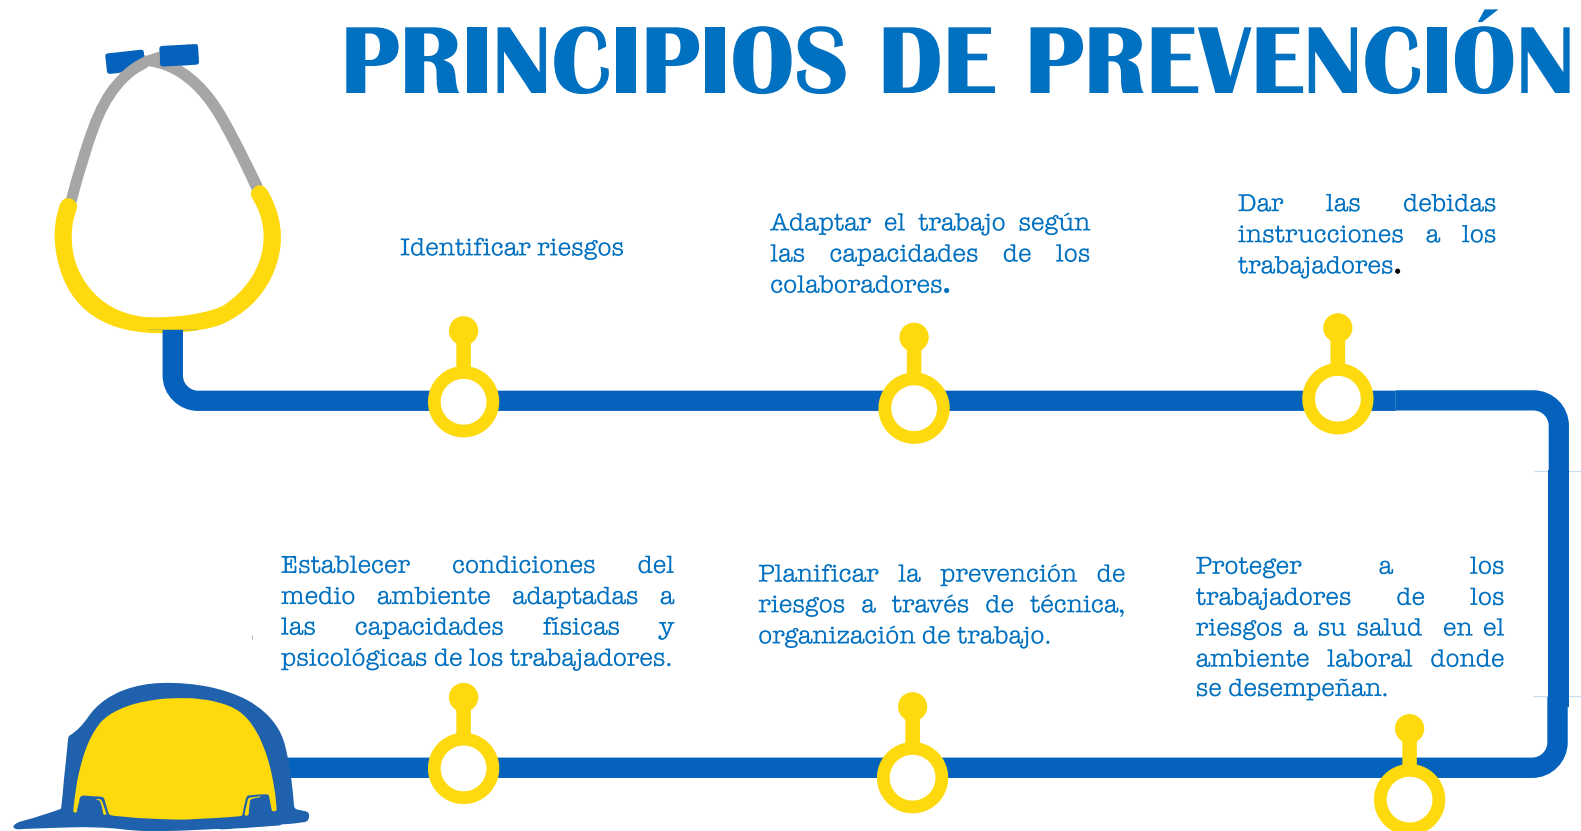 PRINCIPIOS DE PREVENCIÓN
Identificar riesgos
Adaptar el trabajo según
las capacidades de los
colaboradores.
Dar las debidas
instrucciones a los
trabajadores.
Establecer condiciones del
medio ambiente adaptadas a
las capacidades físicas y
psicológicas de los trabajadores.
Planificar la prevención de
riesgos a través de técnica,
organización de trabajo.
Proteger a los
trabajadores de los
riesgos a su salud en el
ambiente laboral donde
se desempeñan.